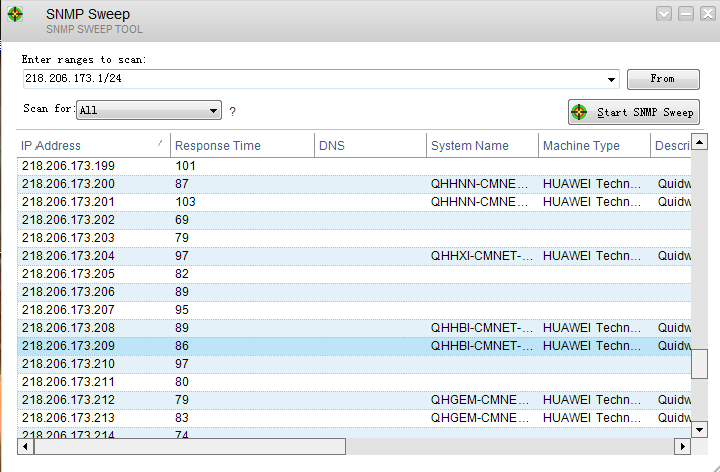 SNMP Sweep
SNMP SWEEP TOOL
Enter ranges to scan:
218.206.173.1/24
From
Scan for: All
?
Start SNMP Sweep
IP Address Response Time DNS System Name Machine Type Descri
218.206.173.199 101
218.206.173.200 87 QHHNN-CMNE... HUAWEI Techn... Quidw
218.206.173.201 103 QHHNN-CMNE... HUAWEI Techn... Quidw
218.206.173.202 69
218.206.173.203 79
218.206.173.204 97 QHHXI-CMNET-... HUAWEI Techn... Quidw
218.206.173.205 82
218.206.173.206 89
218.206.173.207 95
218.206.173.208 89 QHHBI-CMNET-... HUAWEI Techn... Quidw
218.206.173.209 86 QHHBI-CMNET-... HUAWEI Techn... Quidw
218.206.173.210 97
218.206.173.211 80
218.206.173.212 79 QHGEM-CMNE... HUAWEI Techn... Quidw
218.206.173.213 83 QHGEM-CMNE... HUAWEI Techn... Quidw
218.206.173.214 74